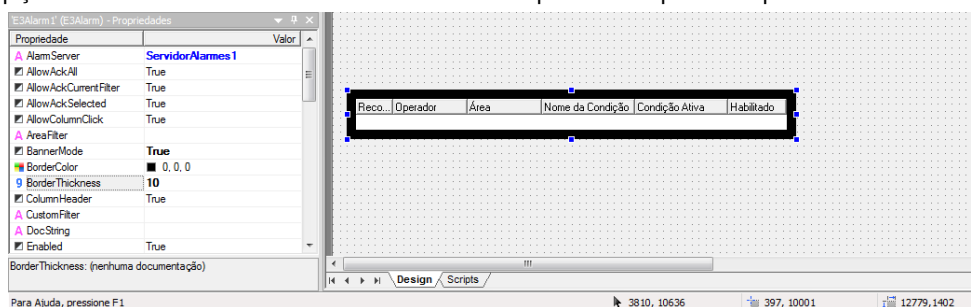 'E3Alarm1' (E3Alarm) - Propriedades
Propriedade Valor
AlarmServer ServidorAlarmes1
AllowAckAll True
AllowAckCurrentFilter True
AllowAckSelected True
AllowColumnClick True
AreaFilter
BannerMode True
BorderColor 0, 0, 0
BorderThickness 10
ColumnHeader True
CustomFilter
DocString
Enabled True
BorderThickness: (nenhuma documentação)
Reco... Operador Área Nome da Condição Condição Ativa Habilitado
Design Scripts
Para Ajuda, pressione F1 3810, 10636 397, 10001 12779,1402